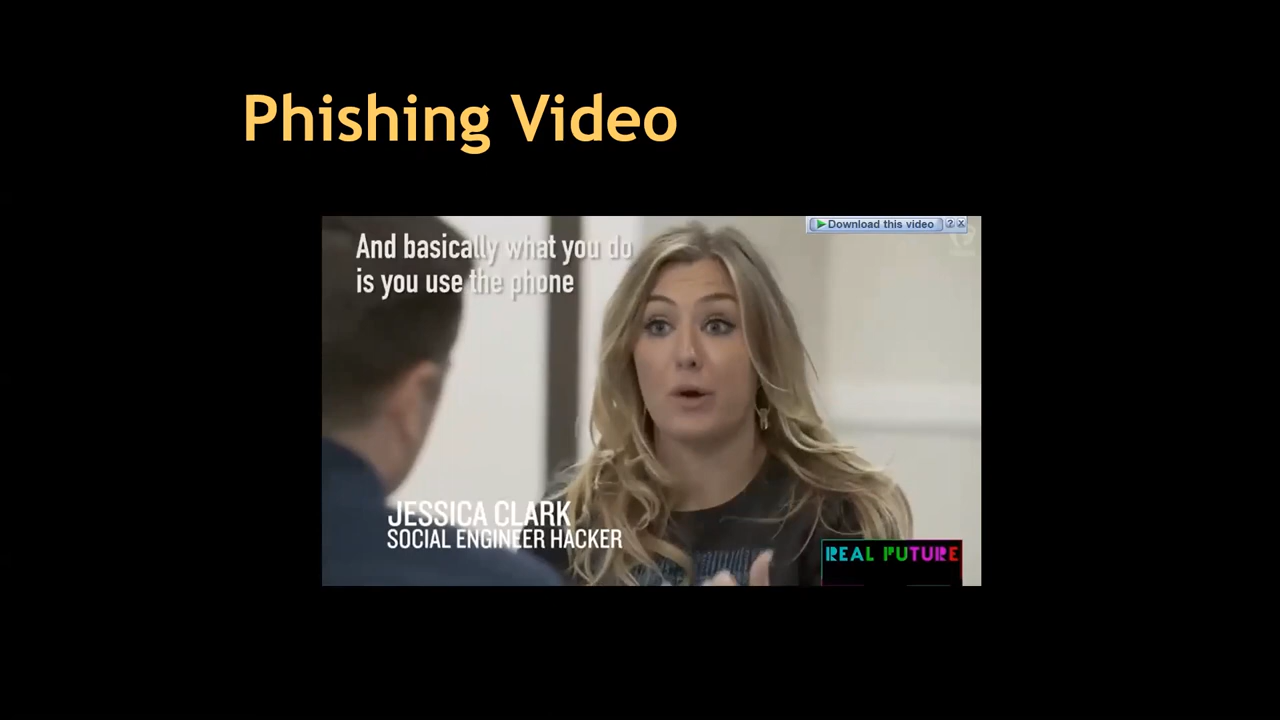 Phishing Video
Download this video
And basically what you do
is you use the phone
JESSICA CLARK
SOCIAL ENGINEER HACKER
REAL FUTURE